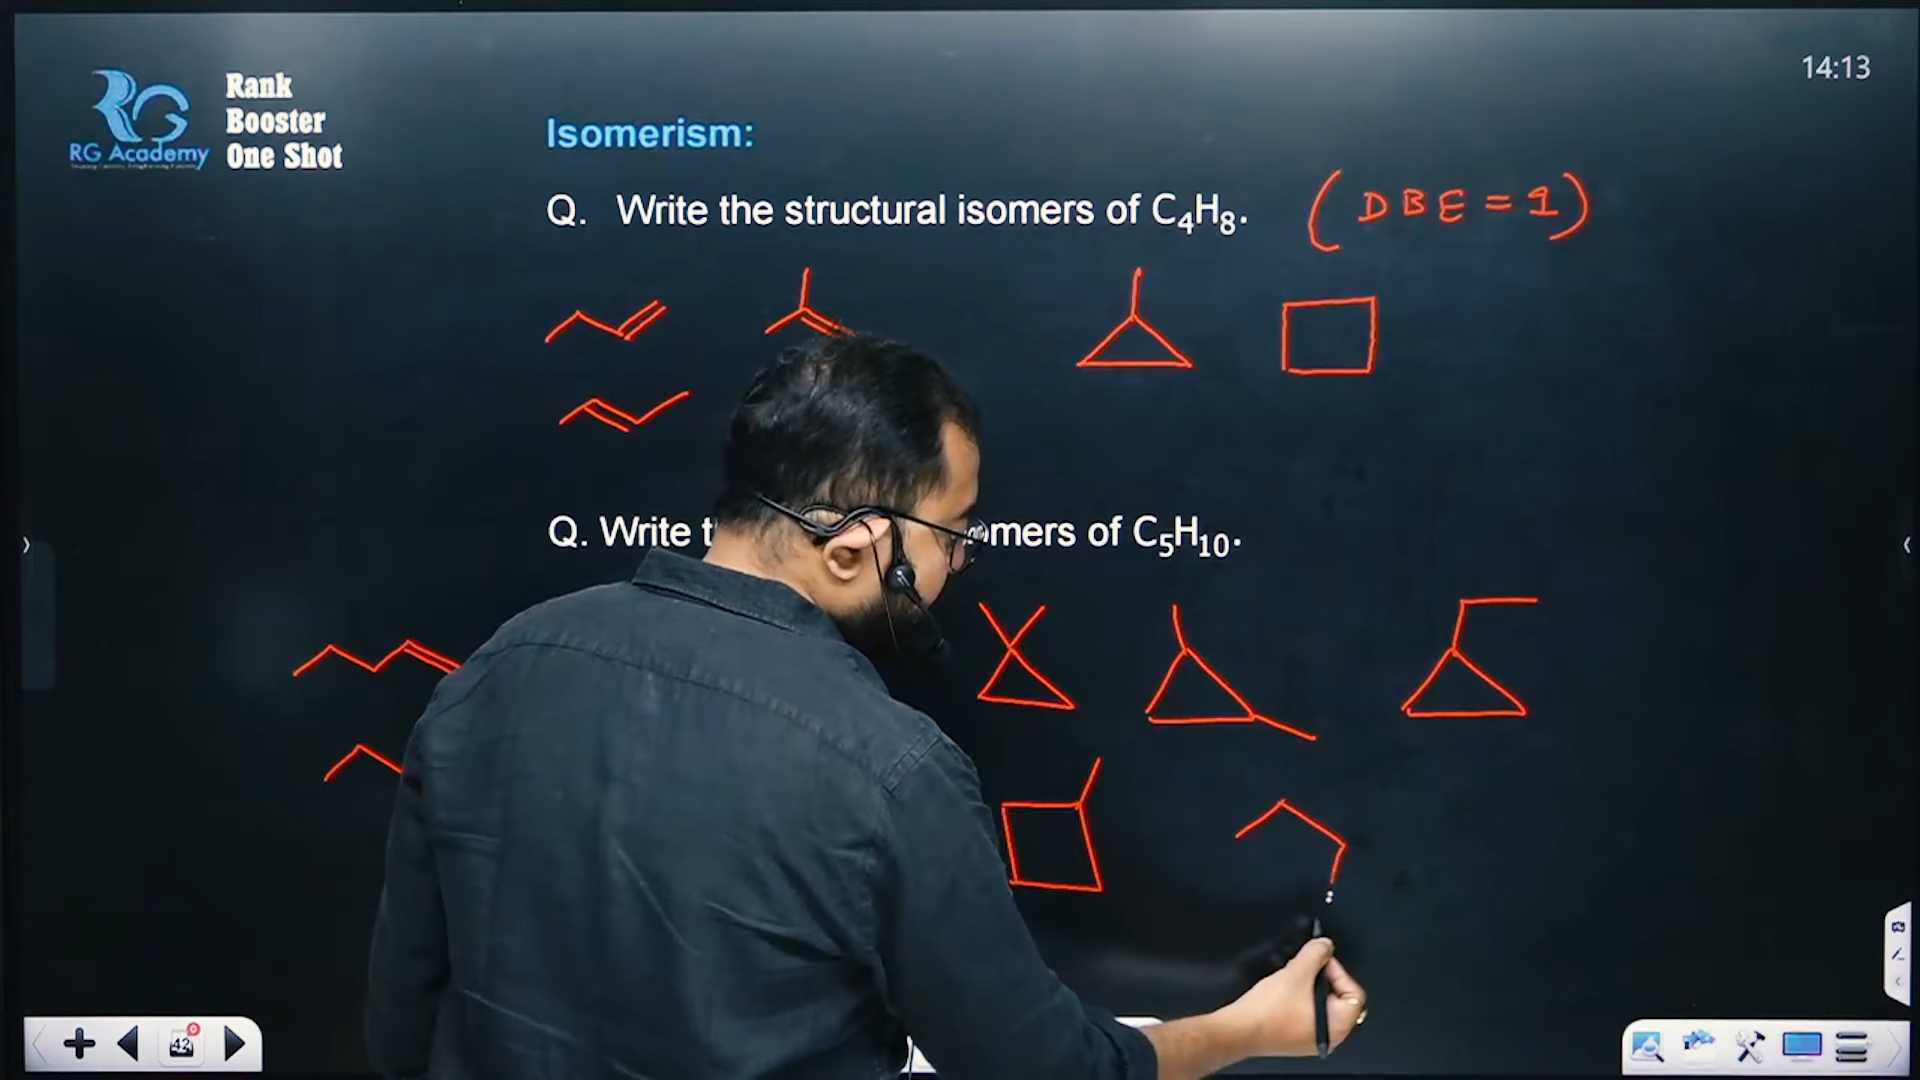 14:13
Rank
Booster
One Shot
RG Academy
Isomerism:
Q. Write the structural isomers of C₄H₈. (DBE = 1)
Q. Write omers of C₅H₁₀.
42